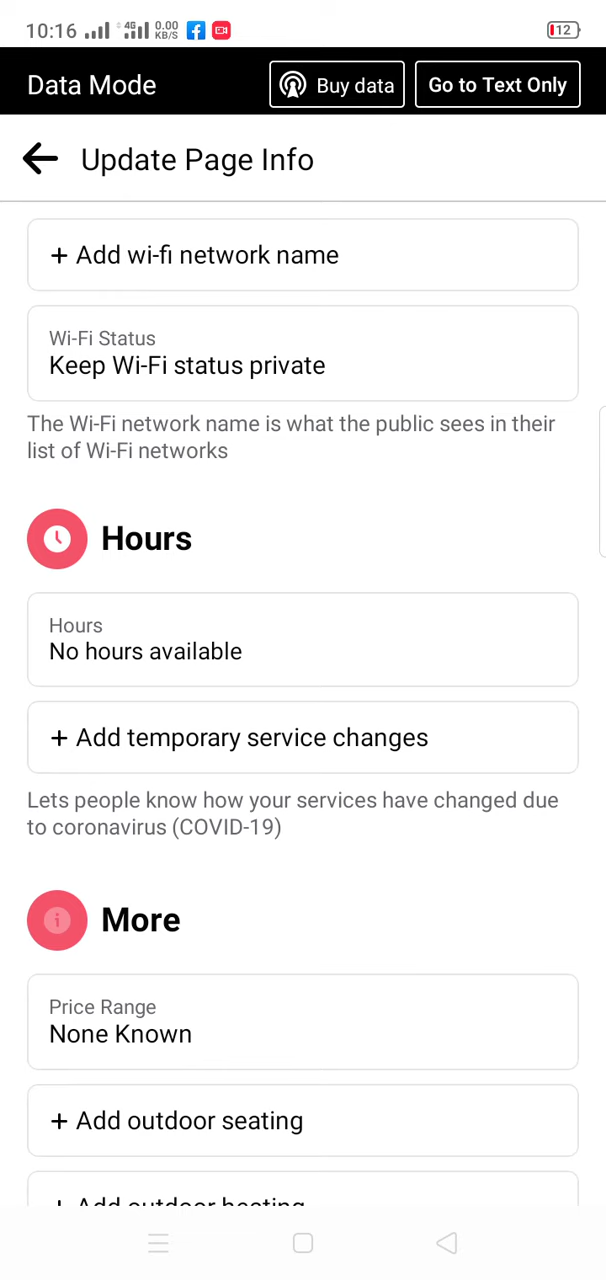 10:16 4G 0.00 KB/S 12
Data Mode Buy data Go to Text Only
Update Page Info
+ Add wi-fi network name
Wi-Fi Status
Keep Wi-Fi status private
The Wi-Fi network name is what the public sees in their
list of Wi-Fi networks
Hours
Hours
No hours available
+ Add temporary service changes
Lets people know how your services have changed due
to coronavirus (COVID-19)
More
Price Range
None Known
+ Add outdoor seating
+ Add outdoor heating